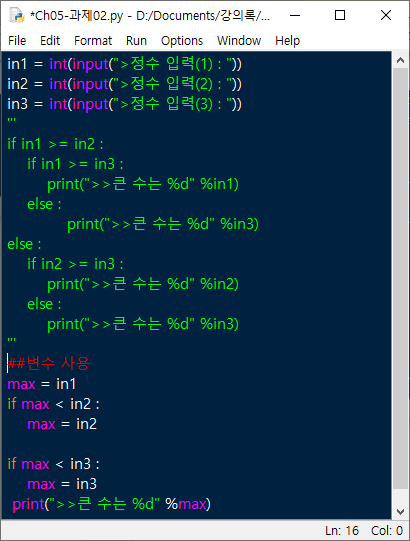 *Ch05-과제02.py - D:/Documents/강의록/...
File Edit Format Run Options Window Help
in1 = int(input(">정수 입력(1) : "))
in2 = int(input(">정수 입력(2) : "))
in3 = int(input(">정수 입력(3) : "))
'''
if in1 >= in2 :
    if in1 >= in3 :
        print(">>큰 수는 %d" %in1)
    else :
            print(">>큰 수는 %d" %in3)
else :
    if in2 >= in3 :
        print(">>큰 수는 %d" %in2)
    else :
        print(">>큰 수는 %d" %in3)
'''
##변수 사용
max = in1
if max < in2 :
    max = in2
if max < in3 :
    max = in3
 print(">>큰 수는 %d" %max)
Ln: 16 Col: 0